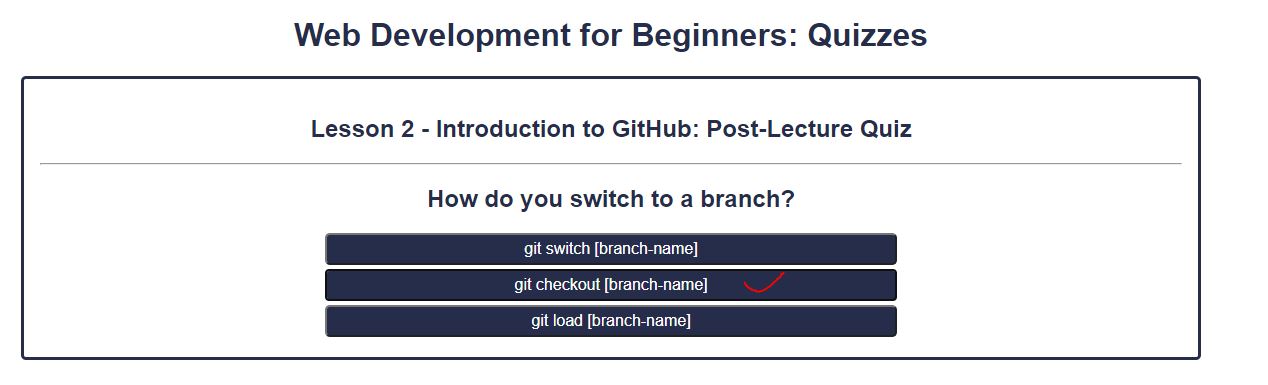 Web Development for Beginners: Quizzes
Lesson 2 - Introduction to GitHub: Post-Lecture Quiz
How do you switch to a branch?
git switch [branch-name]
git checkout [branch-name]
git load [branch-name]